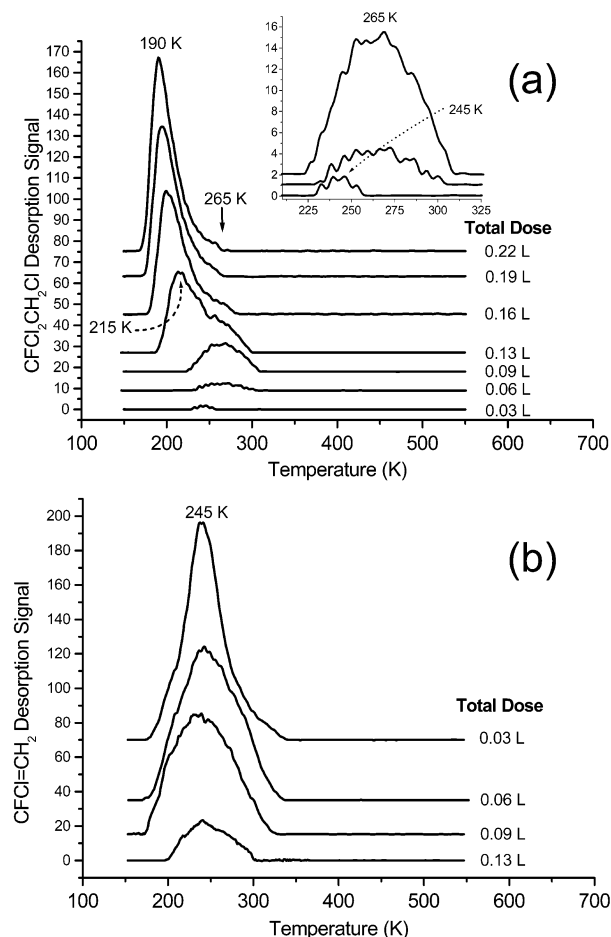 (a)
190 K
265 K
215 K
265 K
245 K
16
14
12
10
8
6
4
2
0
225
250
275
300
325
170
160
150
140
130
120
110
100
90
80
70
60
50
40
30
20
10
0
CFCl₂CH₂Cl Desorption Signal
Total Dose
0.22 L
0.19 L
0.16 L
0.13 L
0.09 L
0.06 L
0.03 L
100 200 300 400 500 600 700
Temperature (K)
(b)
245 K
200
180
160
140
120
100
80
60
40
20
0
CFCl=CH₂ Desorption Signal
Total Dose
0.03 L
0.06 L
0.09 L
0.13 L
100 200 300 400 500 600 700
Temperature (K)